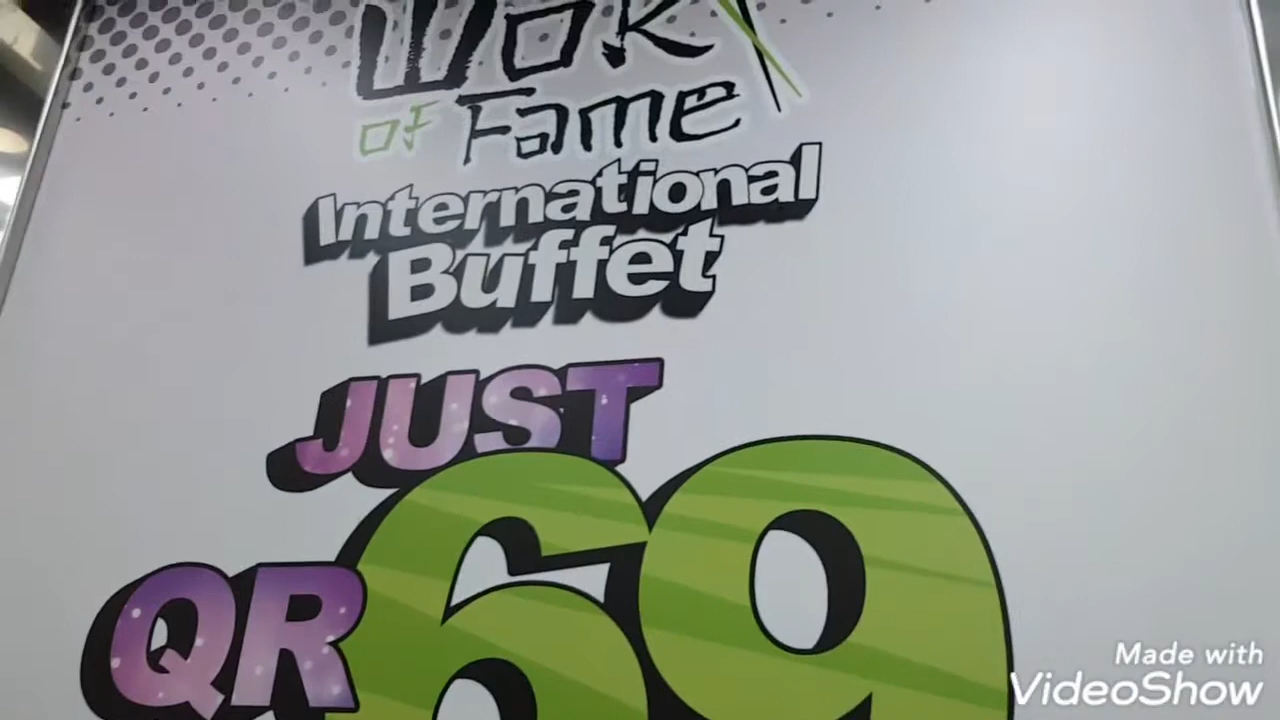 Wok
of Fame
International
Buffet
JUST
QR 69
Made with
VideoShow